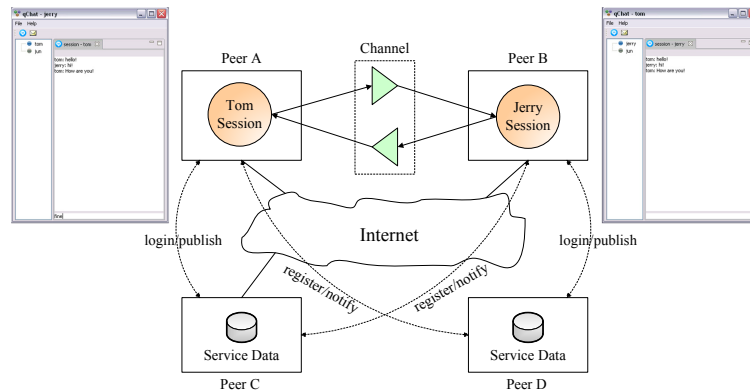 qChat - jerry
File Help
tom
jun
session - tom
tom: hello!
jerry: hi!
tom: How are you!
fine
Peer A
Tom
Session
Channel
Peer B
Jerry
Session
qChat - tom
File Help
jerry
jun
session - jerry
tom: hello!
jerry: hi!
tom: How are you!
login/publish
Internet
login/publish
register/notify
register/notify
Service Data
Peer C
Service Data
Peer D